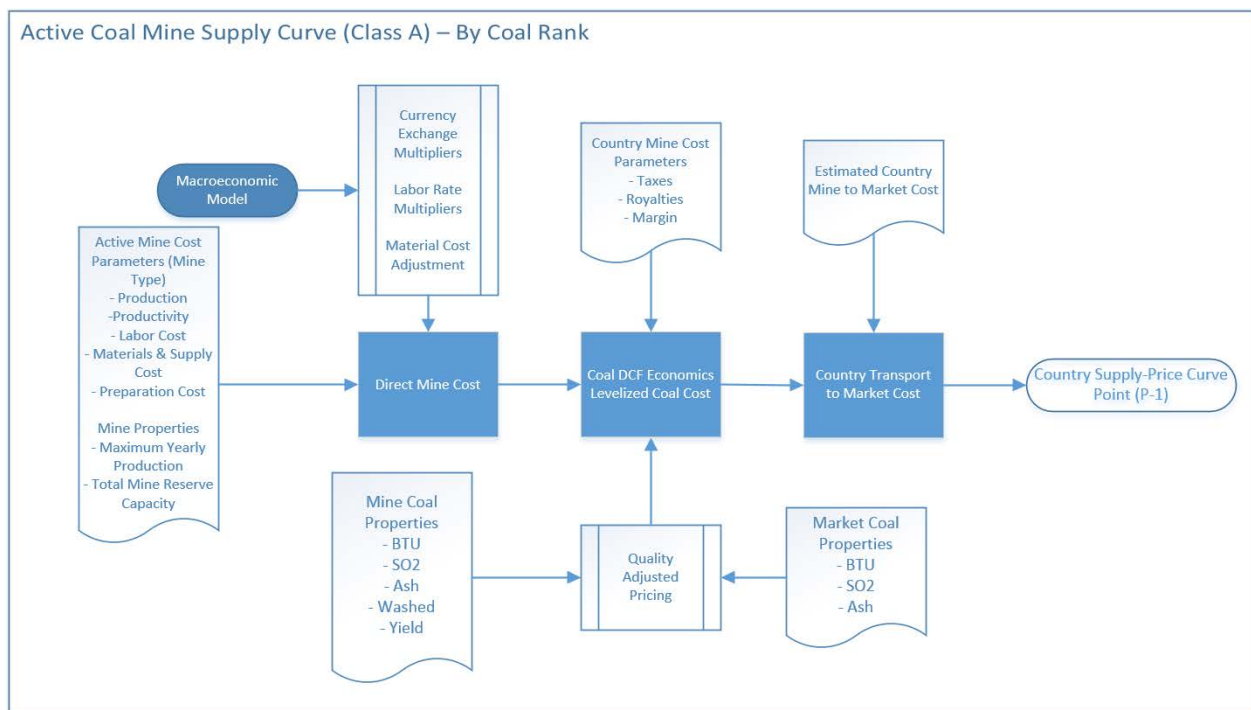 Active Coal Mine Supply Curve (Class A) – By Coal Rank
Macroeconomic
Model
Currency
Exchange
Multipliers
Labor Rate
Multipliers
Material Cost
Adjustment
Country Mine Cost
Parameters
- Taxes
- Royalties
- Margin
Estimated Country
Mine to Market Cost
Active Mine Cost
Parameters (Mine
Type)
- Production
-Productivity
- Labor Cost
- Materials & Supply
Cost
- Preparation Cost
Mine Properties
- Maximum Yearly
Production
- Total Mine Reserve
Capacity
Direct Mine Cost
Coal DCF Economics
Levelized Coal Cost
Country Transport
to Market Cost
Country Supply-Price Curve
Point (P-1)
Mine Coal
Properties
- BTU
- SO2
- Ash
- Washed
- Yield
Quality
Adjusted
Pricing
Market Coal
Properties
- BTU
- SO2
- Ash